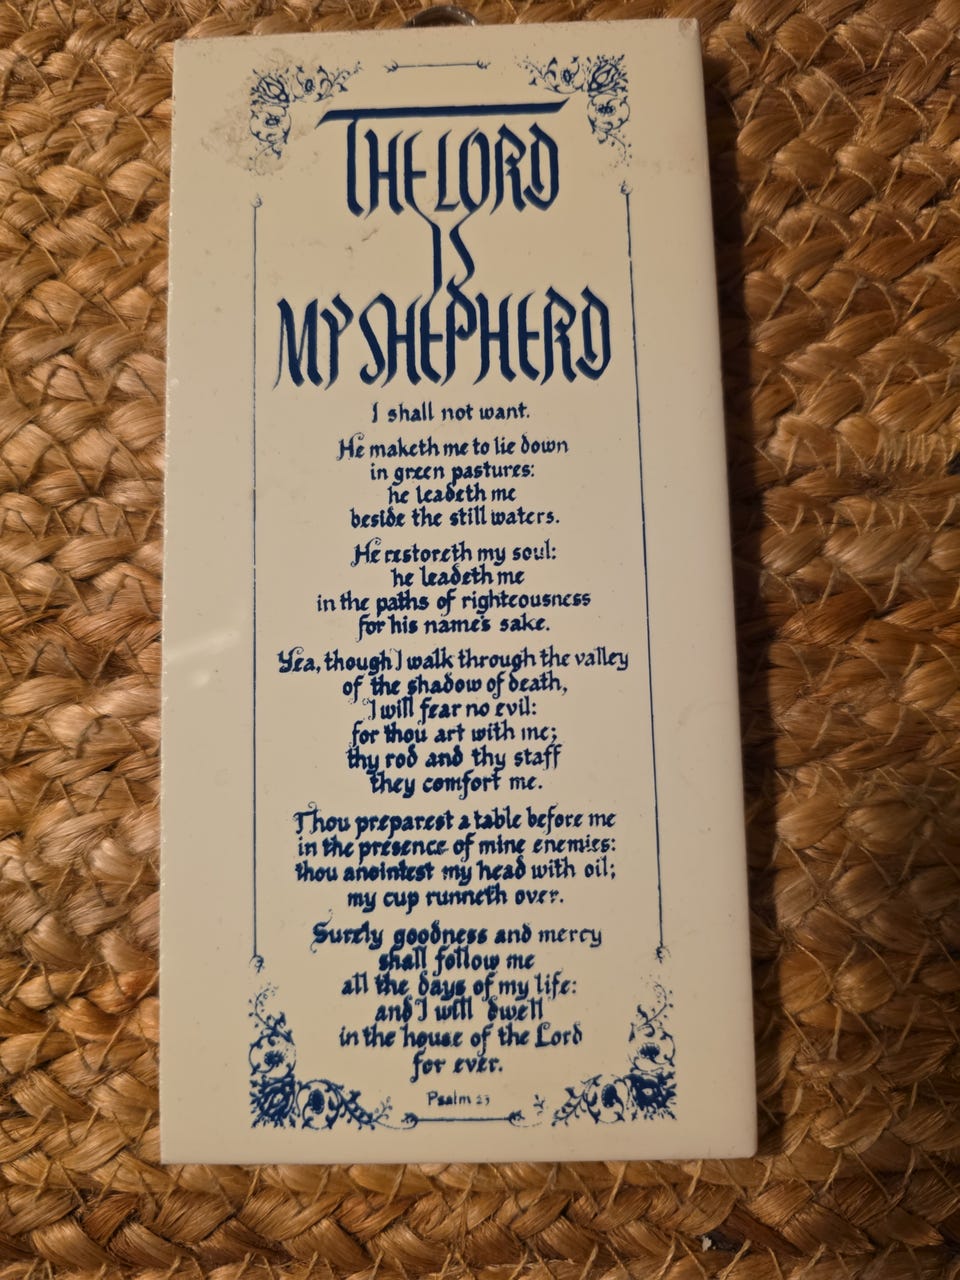 THE LORD
IS
MY SHEPHERD
I shall not want.
He maketh me to lie down
in green pastures:
he leadeth me
beside the still waters.
He restoreth my soul:
he leadeth me
in the paths of righteousness
for his name's sake.
Yea, though I walk through the valley
of the shadow of death,
I will fear no evil:
for thou art with me;
thy rod and thy staff
they comfort me.
Thou preparest a table before me
in the presence of mine enemies:
thou anointest my head with oil;
my cup runneth over.
Surely goodness and mercy
shall follow me
all the days of my life:
and I will dwell
in the house of the Lord
for ever.
Psalm 23